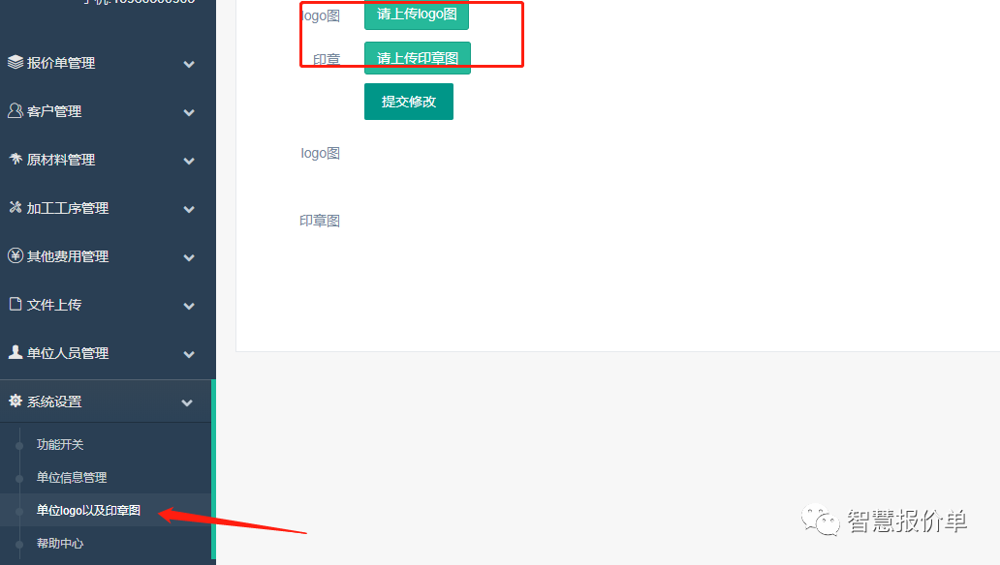 报价单管理
客户管理
原材料管理
加工工序管理
其他费用管理
文件上传
单位人员管理
系统设置
功能开关
单位信息管理
单位logo以及印章图
帮助中心
logo图 请上传logo图
印章 请上传印章图
提交修改
logo图
印章图
智慧报价单